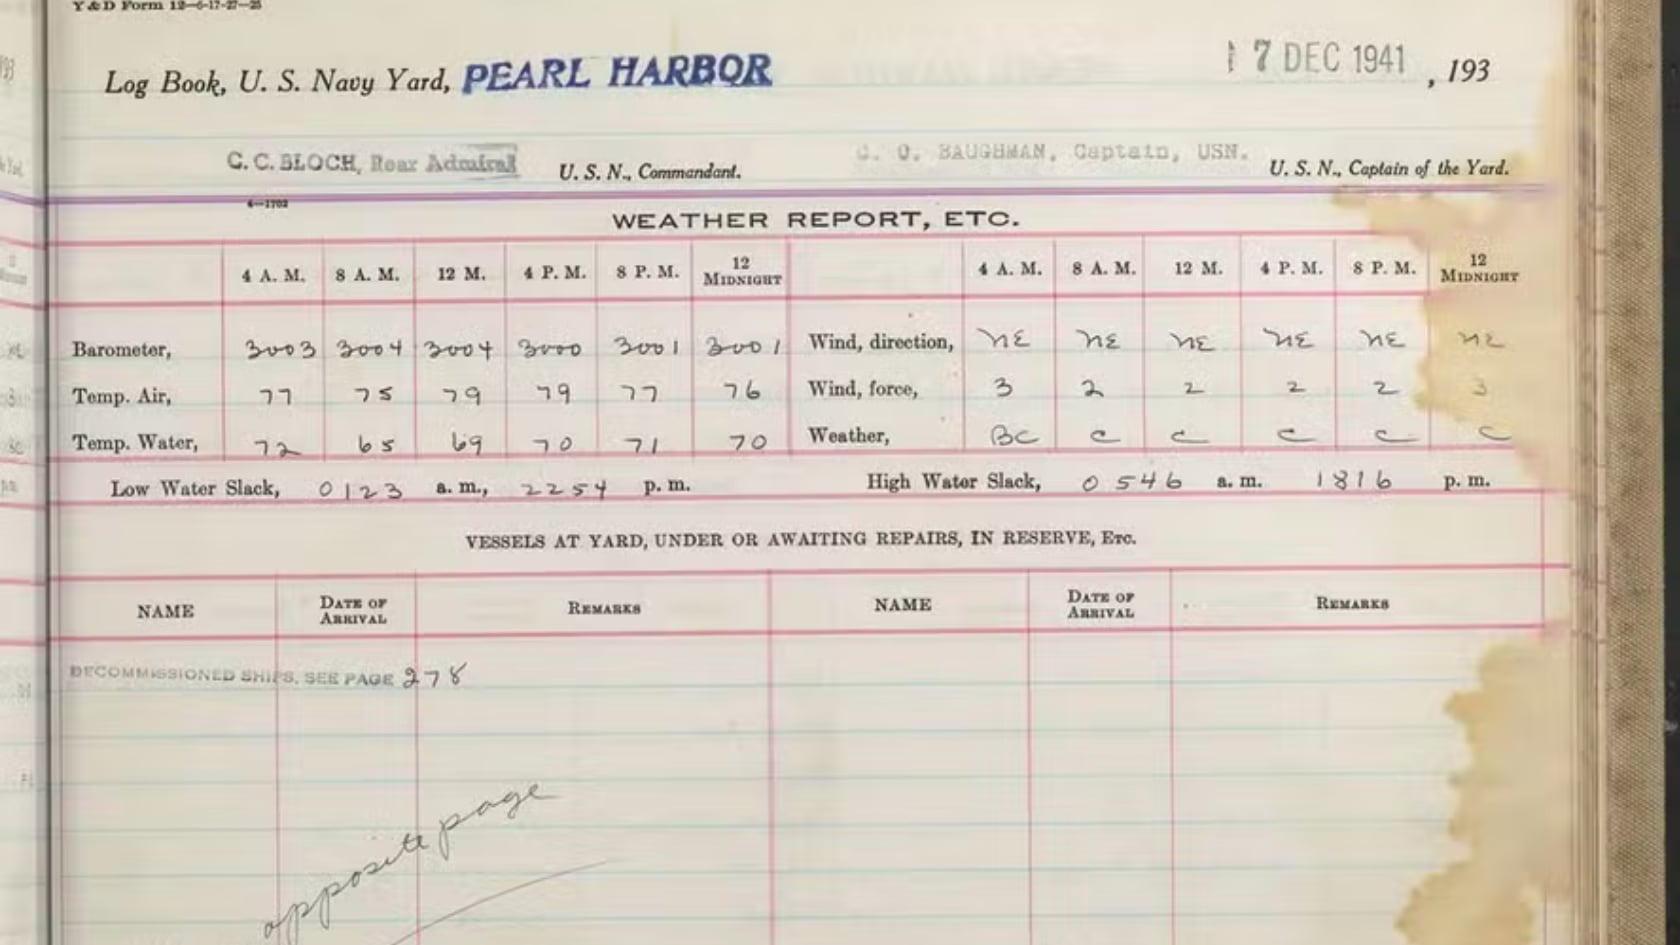 Y & D Form 12—6-17-27—25
Log Book, U. S. Navy Yard, PEARL HARBOR 17 DEC 1941, 193
C. C. BLOCH, Rear Admiral U. S. N., Commandant. C. C. BAUGHMAN, Captain, USN. U. S. N., Captain of the Yard.
6—1702
WEATHER REPORT, ETC.
4 A. M. 8 A. M. 12 M. 4 P. M. 8 P. M. 12 MIDNIGHT 4 A. M. 8 A. M. 12 M. 4 P. M. 8 P. M. 12 MIDNIGHT
Barometer, 3003 3004 3004 3000 3001 3001 Wind, direction, NE NE NE NE NE NE
Temp. Air, 77 75 79 79 77 76 Wind, force, 3 2 2 2 2 3
Temp. Water, 72 65 69 70 71 70 Weather, BC C C C C C
Low Water Slack, 0123 a. m., 2254 p. m. High Water Slack, 0546 a. m. 1816 p. m.
VESSELS AT YARD, UNDER OR AWAITING REPAIRS, IN RESERVE, ETC.
NAME DATE OF ARRIVAL REMARKS NAME DATE OF ARRIVAL REMARKS
DECOMMISSIONED SHIPS, SEE PAGE 278
opposite page